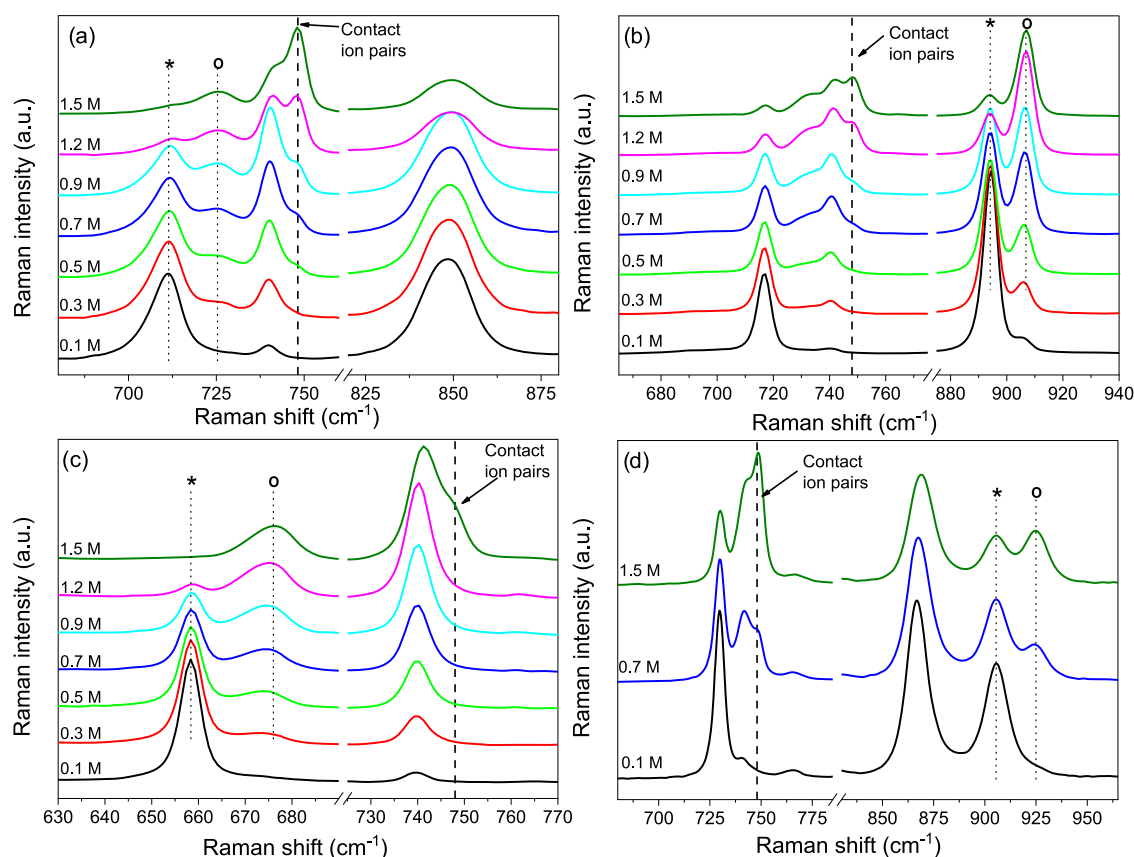 (a)
*
o
Contact
ion pairs
1.5 M
1.2 M
0.9 M
0.7 M
0.5 M
0.3 M
0.1 M
Raman intensity (a.u.)
700 725 750 825 850 875
Raman shift (cm⁻¹)
(b)
Contact
ion pairs
*
o
1.5 M
1.2 M
0.9 M
0.7 M
0.5 M
0.3 M
0.1 M
Raman intensity (a.u.)
680 700 720 740 760 880 900 920 940
Raman shift (cm⁻¹)
(c)
*
o
Contact
ion pairs
1.5 M
1.2 M
0.9 M
0.7 M
0.5 M
0.3 M
0.1 M
Raman intensity (a.u.)
630 640 650 660 670 680 730 740 750 760 770
Raman shift (cm⁻¹)
(d)
Contact
ion pairs
*
o
1.5 M
0.7 M
0.1 M
Raman intensity (a.u.)
700 725 750 775 850 875 900 925 950
Raman shift (cm⁻¹)